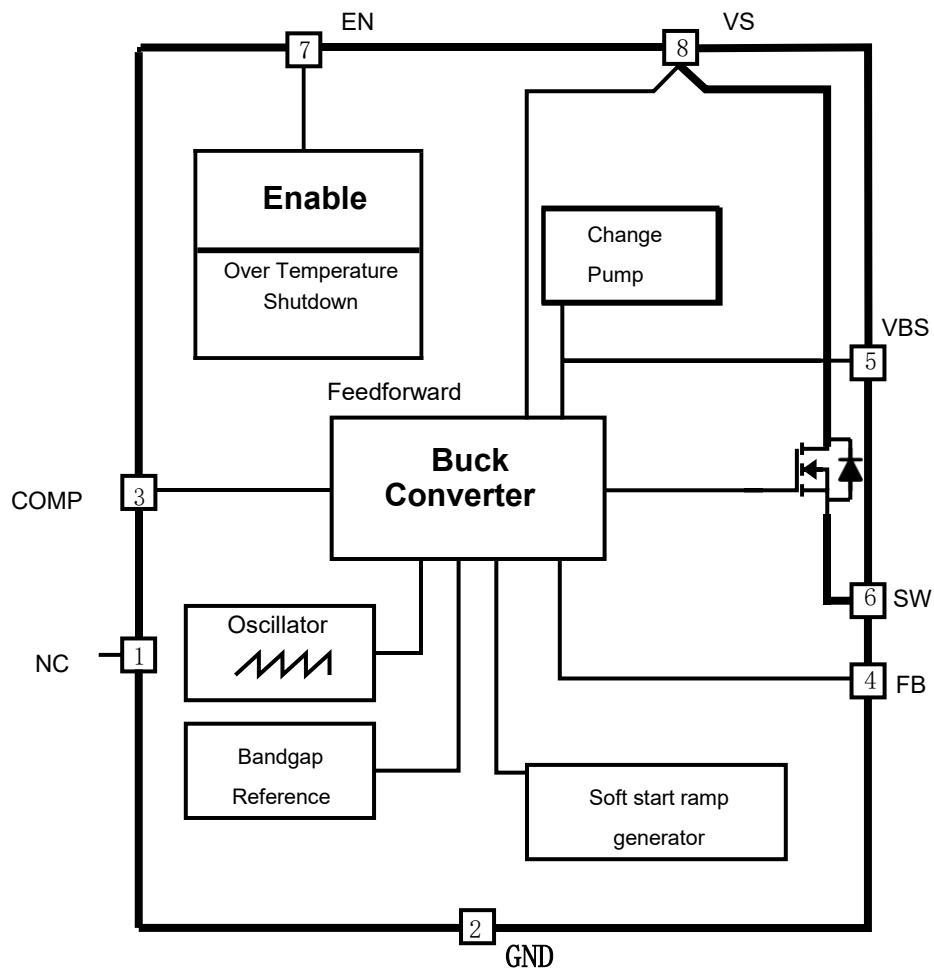 EN
VS
7
8
Enable
Change
Pump
Over Temperature
Shutdown
VBS
5
Feedforward
Buck
Converter
COMP
3
6
SW
Oscillator
NC
1
4
FB
Bandgap
Reference
Soft start ramp
generator
2
GND